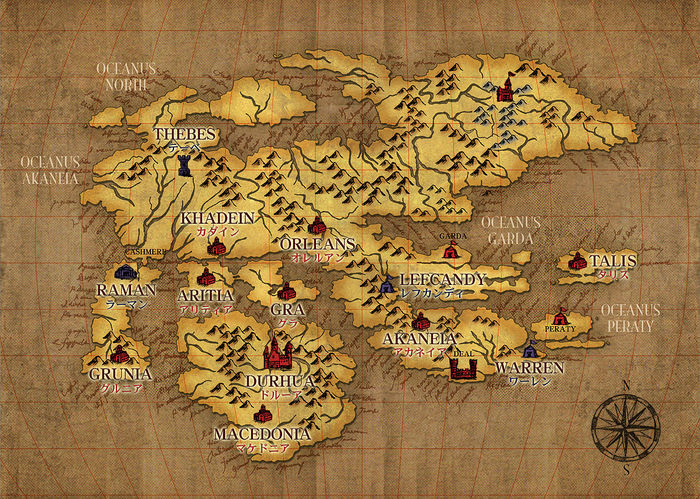 OCEANUS
NORTH
THEBES
テーベ
OCEANUS
AKANEIA
KHADEIN
カダイン
OCEANUS
GARDA
GARDA
ORLEANS
オレルアン
CASHMERE
TALIS
タリス
RAMAN
ラーマン
ARITIA
アリティア
GRA
グラ
LEECANDY
レフカンディ
OCEANUS
PERATY
PERATY
AKANEIA
アカネイア
DEAL
WARREN
ワーレン
GRUNIA
グルニア
DURHUA
ドルーア
MACEDONIA
マケドニア
N
S